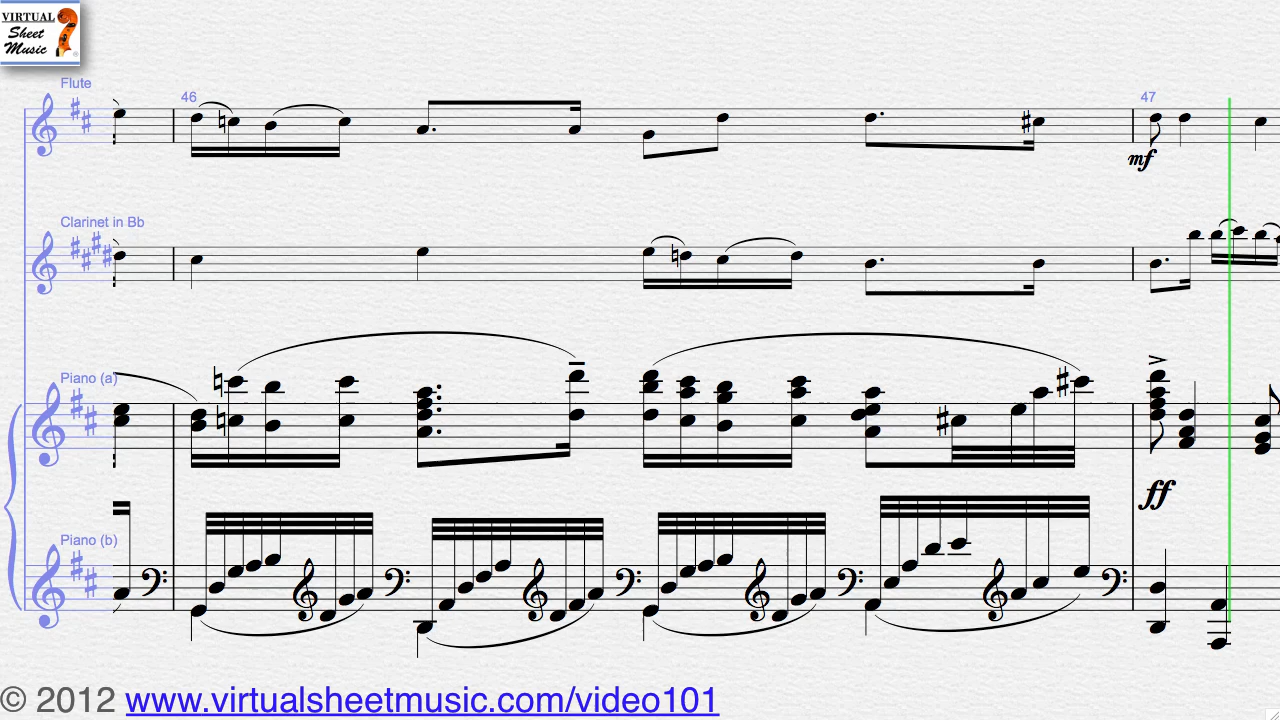 VIRTUAL
Sheet
Music
Flute
46
47
mf
Clarinet in Bb
Piano (a)
ff
Piano (b)
© 2012 www.virtualsheetmusic.com/video101